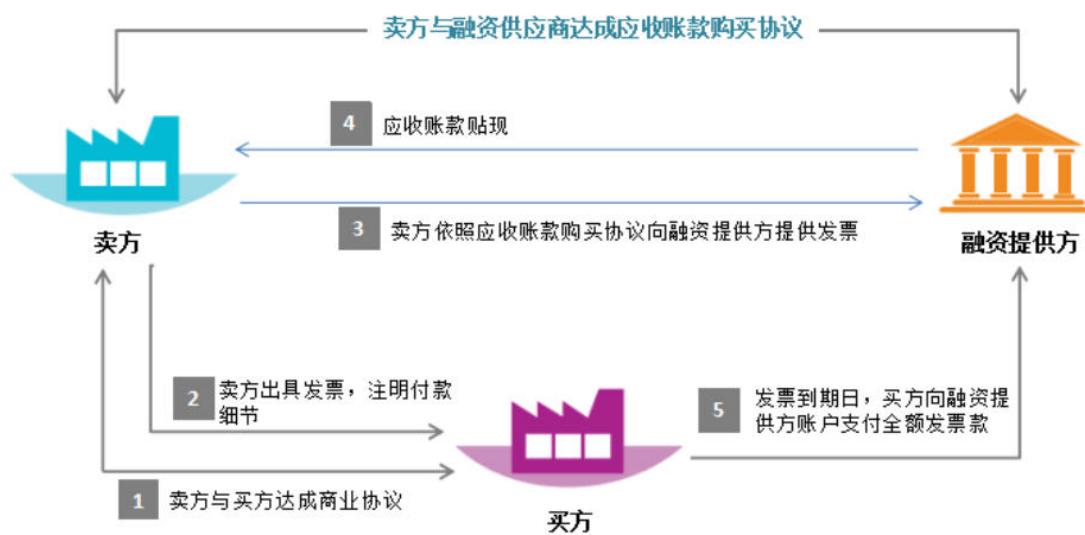 卖方与融资供应商达成应收账款购买协议
4 应收账款贴现
3 卖方依照应收账款购买协议向融资提供方提供发票
卖方
融资提供方
2 卖方出具发票，注明付款
细节
5 发票到期日，买方向融资提
供方账户支付全额发票款
1 卖方与买方达成商业协议
买方